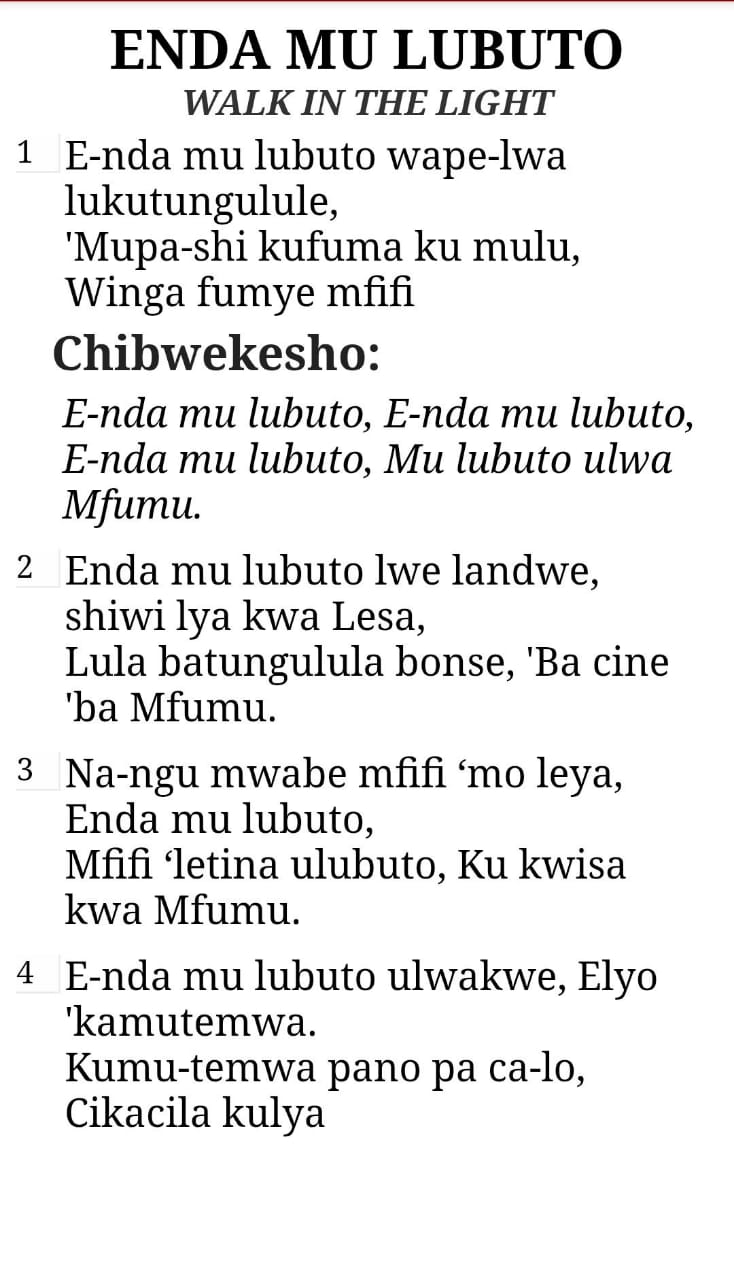 ENDA MU LUBUTO
WALK IN THE LIGHT
1 E-nda mu lubuto wape-lwa
lukutungulule,
'Mupa-shi kufuma ku mulu,
Winga fumye mfifi
Chibwekesho:
E-nda mu lubuto, E-nda mu lubuto,
E-nda mu lubuto, Mu lubuto ulwa
Mfumu.
2 Enda mu lubuto lwe landwe,
shiwi lya kwa Lesa,
Lula batungulula bonse, 'Ba cine
'ba Mfumu.
3 Na-ngu mwabe mfifi ‘mo leya,
Enda mu lubuto,
Mfifi ‘letina ulubuto, Ku kwisa
kwa Mfumu.
4 E-nda mu lubuto ulwakwe, Elyo
'kamutemwa.
Kumu-temwa pano pa ca-lo,
Cikacila kulya